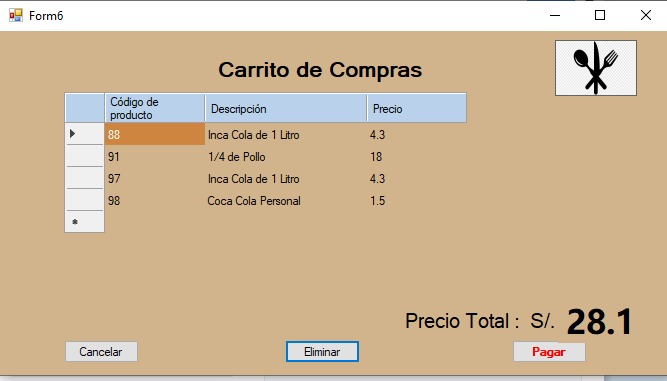 Form6
Carrito de Compras
Código de producto Descripción Precio
88 Inca Cola de 1 Litro 4.3
91 1/4 de Pollo 18
97 Inca Cola de 1 Litro 4.3
98 Coca Cola Personal 1.5
*
Precio Total : S/. 28.1
Cancelar Eliminar Pagar